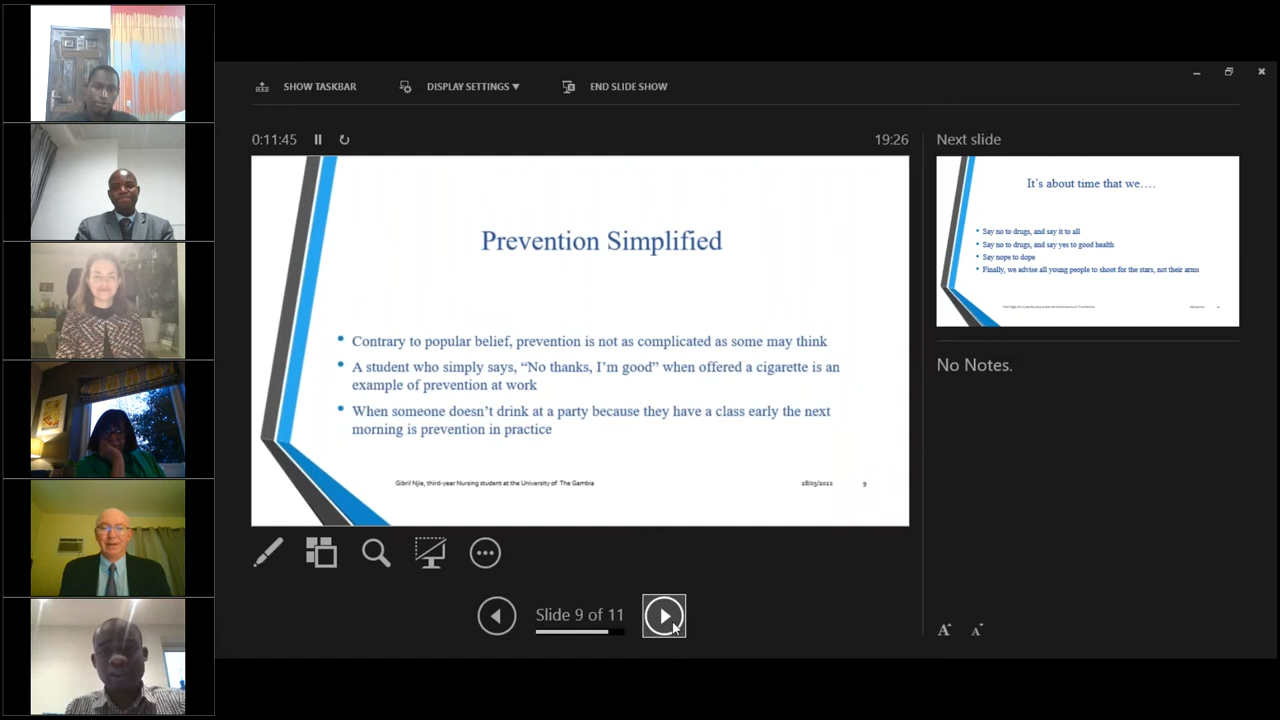 SHOW TASKBAR
DISPLAY SETTINGS ▾
END SLIDE SHOW
0:11:45
19:26
Prevention Simplified
• Contrary to popular belief, prevention is not as complicated as some may think
• A student who simply says, “No thanks, I’m good” when offered a cigarette is an
example of prevention at work
• When someone doesn’t drink at a party because they have a class early the next
morning is prevention in practice
Gibril Njie, third-year Nursing student at the University of The Gambia
28/03/2022
9
Slide 9 of 11
Next slide
It’s about time that we….
• Say no to drugs, and say it to all
• Say no to drugs, and say yes to good health
• Say nope to dope
• Finally, we advise all young people to shoot for the stars, not their arms
No Notes.
A
A